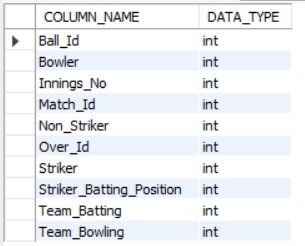 COLUMN_NAME DATA_TYPE
Ball_Id int
Bowler int
Innings_No int
Match_Id int
Non_Striker int
Over_Id int
Striker int
Striker_Batting_Position int
Team_Batting int
Team_Bowling int